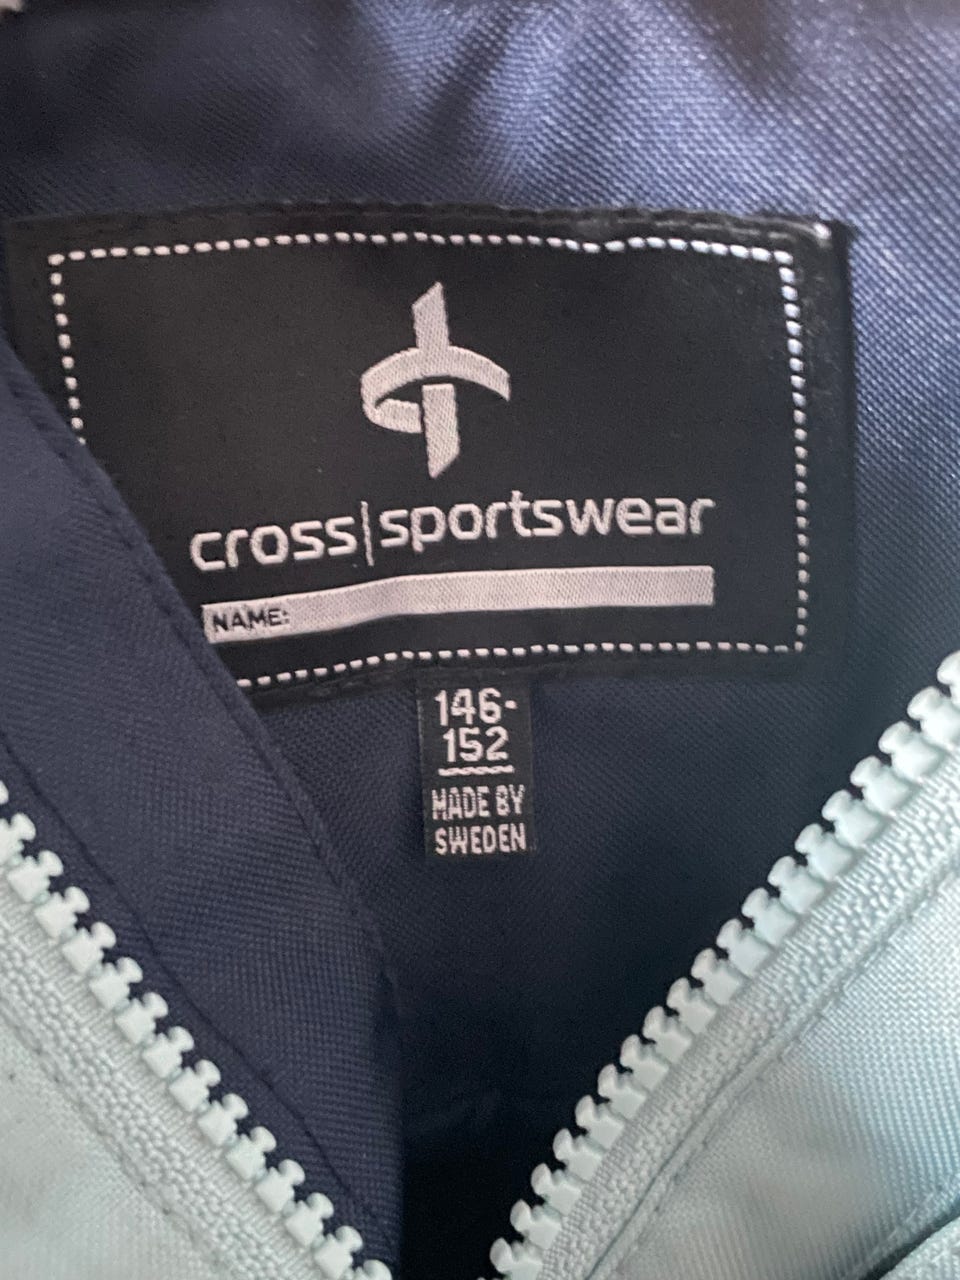 cross|sportswear
NAME:
146-
152
MADE BY
SWEDEN